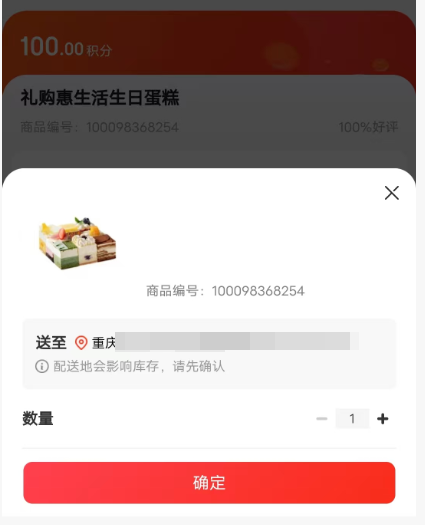 100.00积分
礼购惠生活生日蛋糕
商品编号：100098368254 100%好评
商品编号：100098368254
送至 重庆
配送地会影响库存，请先确认
数量 － 1 ＋
确定